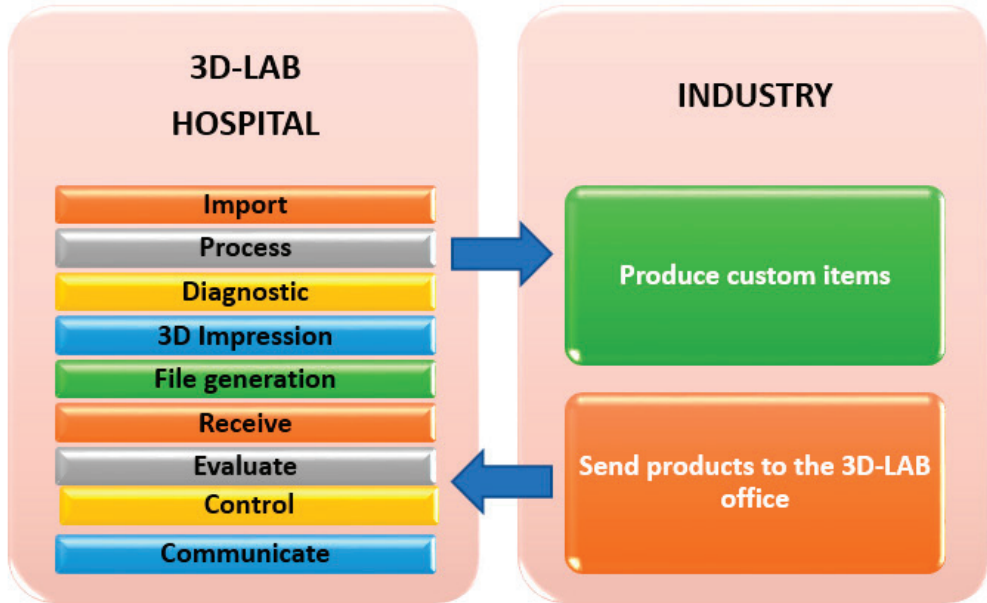 3D-LAB
HOSPITAL
Import
Process
Diagnostic
3D Impression
File generation
Receive
Evaluate
Control
Communicate
INDUSTRY
Produce custom items
Send products to the 3D-LAB
office